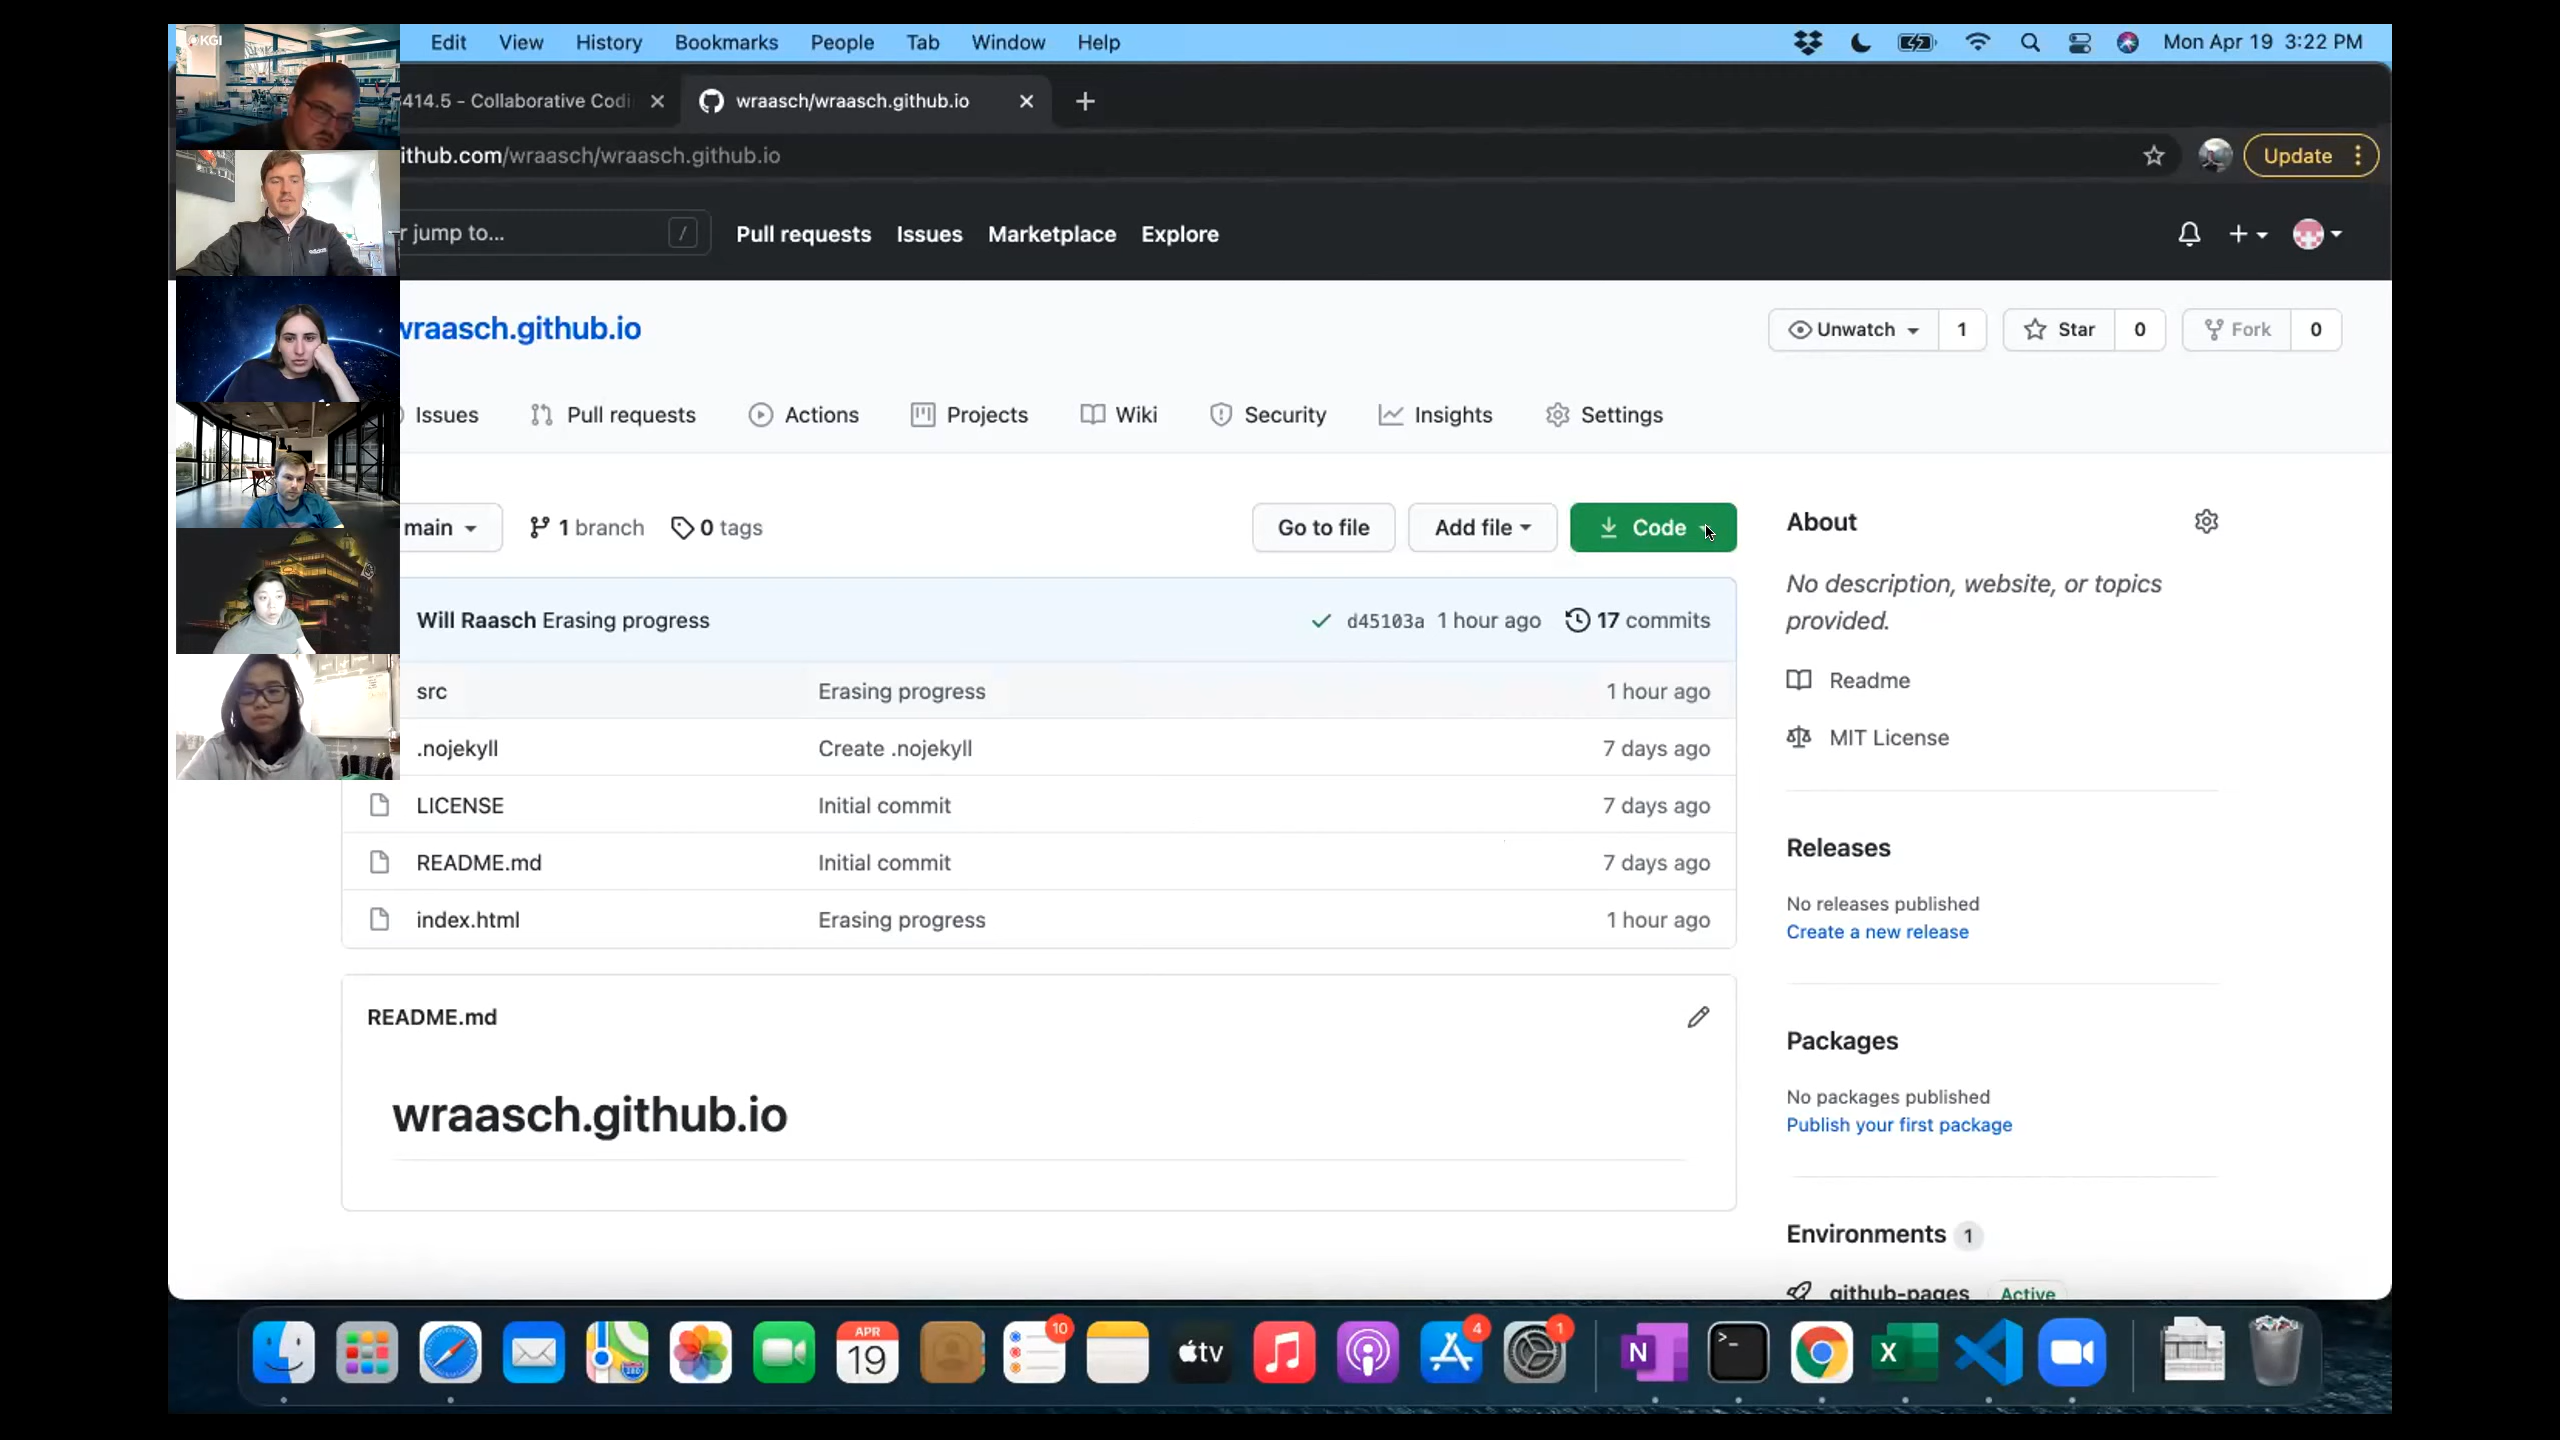 KGI
Edit View History Bookmarks People Tab Window Help Mon Apr 19 3:22 PM
414.5 - Collaborative Codi
wraasch/wraasch.github.io
ithub.com/wraasch/wraasch.github.io
Update
r jump to...
/
Pull requests Issues Marketplace Explore
wraasch.github.io
Unwatch 1 Star 0 Fork 0
Issues Pull requests Actions Projects Wiki Security Insights Settings
main 1 branch 0 tags Go to file Add file Code
Will Raasch Erasing progress d45103a 1 hour ago 17 commits
src Erasing progress 1 hour ago
.nojekyll Create .nojekyll 7 days ago
LICENSE Initial commit 7 days ago
README.md Initial commit 7 days ago
index.html Erasing progress 1 hour ago
README.md
wraasch.github.io
About
No description, website, or topics
provided.
Readme
MIT License
Releases
No releases published
Create a new release
Packages
No packages published
Publish your first package
Environments 1
github-pages Active
APR
19
10
tv
4
1
N
>_
X